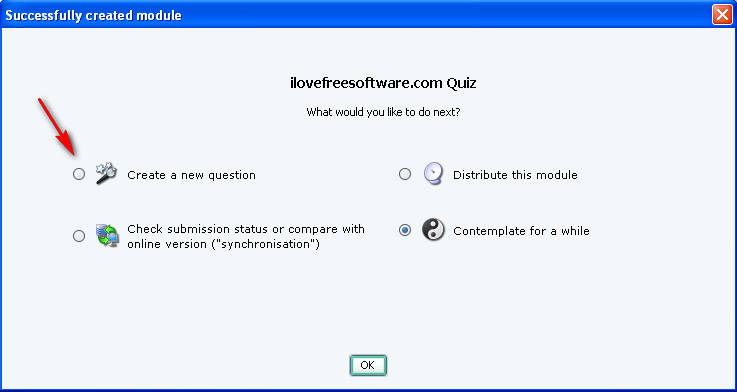 Successfully created module
ilovefreesoftware.com Quiz
What would you like to do next?
Create a new question
Distribute this module
Check submission status or compare with
online version ("synchronisation")
Contemplate for a while
OK